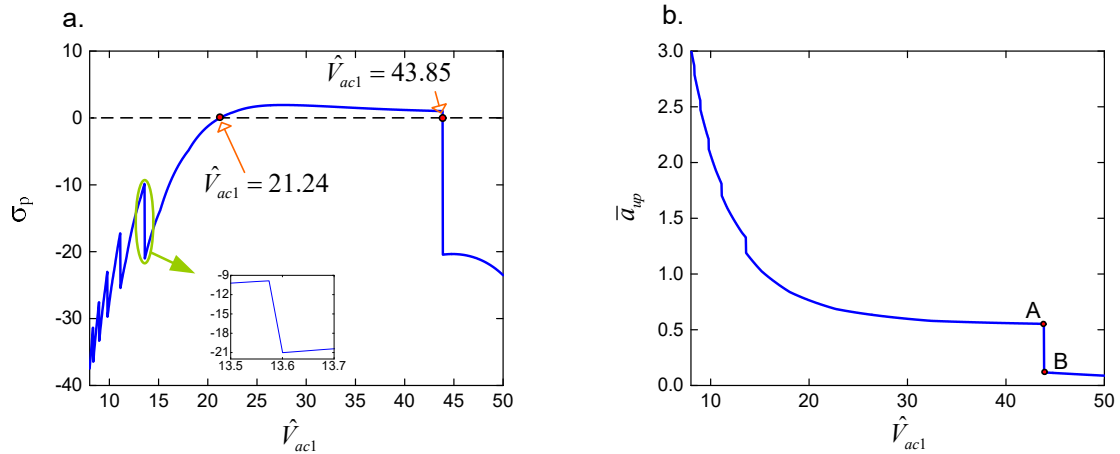 a.
10
0
-10
-20
-30
-40
σp
V̂ac1 = 43.85
V̂ac1 = 21.24
-9
-12
-15
-18
-21
13.5 13.6 13.7
10 15 20 25 30 35 40 45 50
V̂ac1
b.
3.0
2.5
2.0
1.5
1.0
0.5
0.0
a̅up
A
B
10 20 30 40 50
V̂ac1